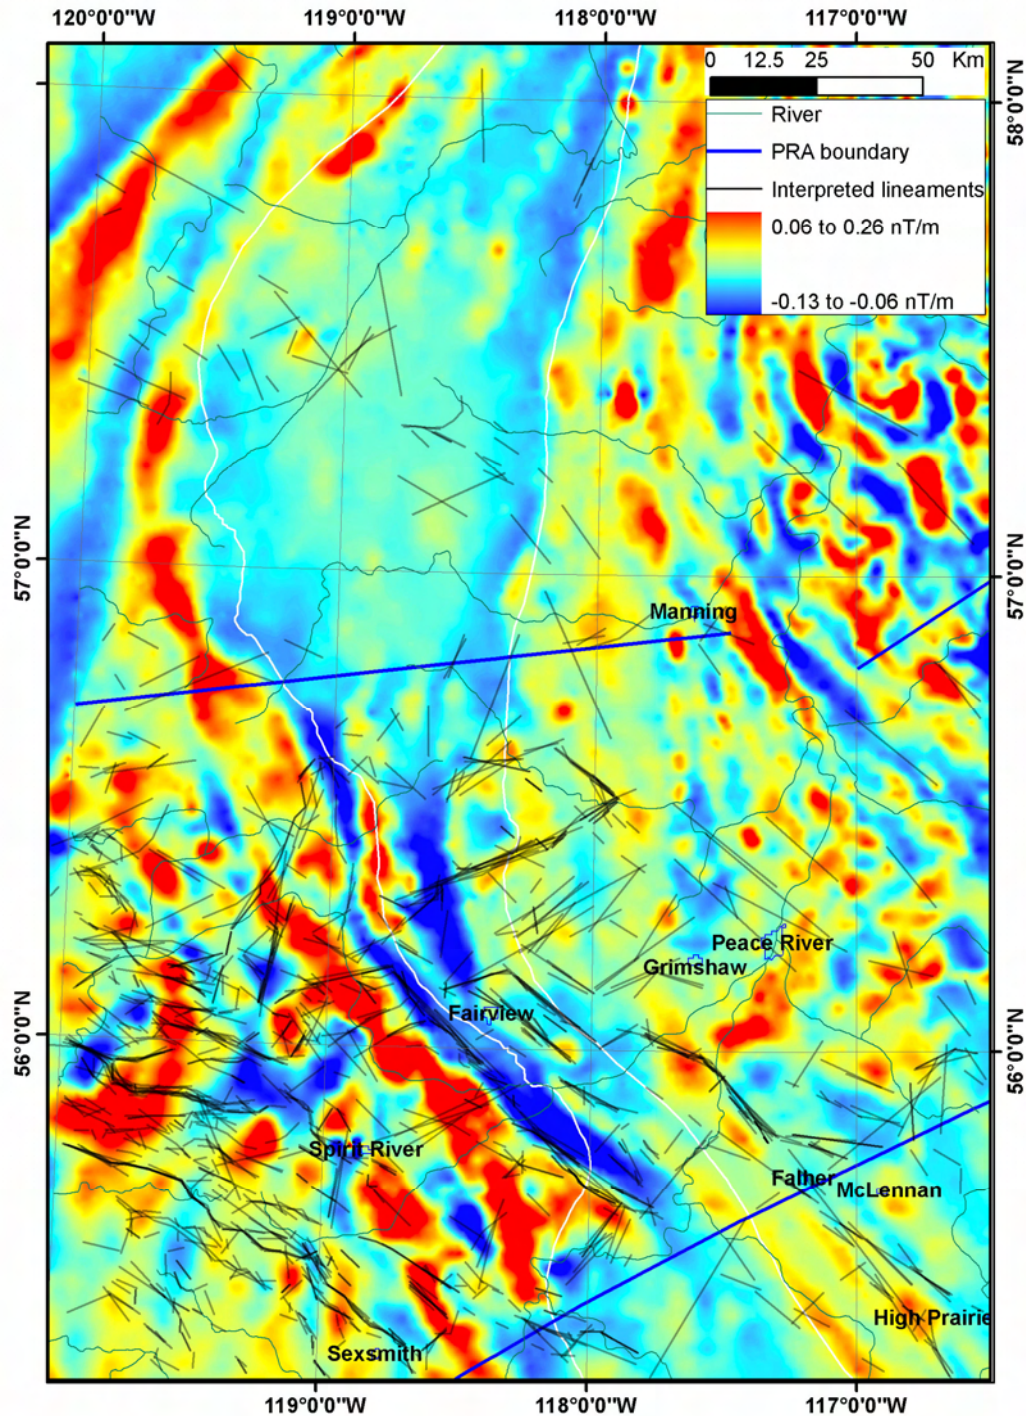 120°0'0"W 119°0'0"W 118°0'0"W 117°0'0"W
0 12.5 25 50 Km
River
PRA boundary
Interpreted lineaments
0.06 to 0.26 nT/m
-0.13 to -0.06 nT/m
58°0'0"N
57°0'0"N
57°0'0"N
Manning
Peace River
Grimshaw
56°0'0"N
Fairview
56°0'0"N
Spirit River
Falher
McLennan
High Prairie
Sexsmith
119°0'0"W 118°0'0"W 117°0'0"W